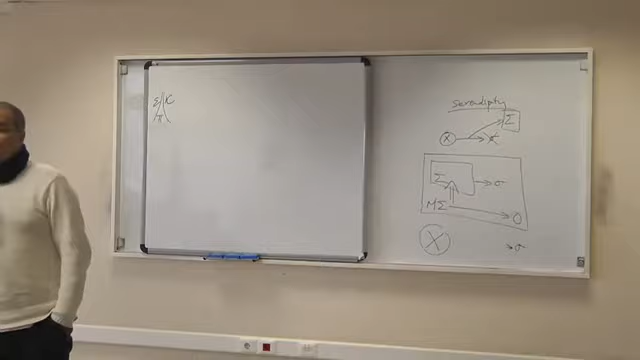 Σ K
π
serendipity
Σ
X
Σ → σ
MΣ → O
X
→ σ